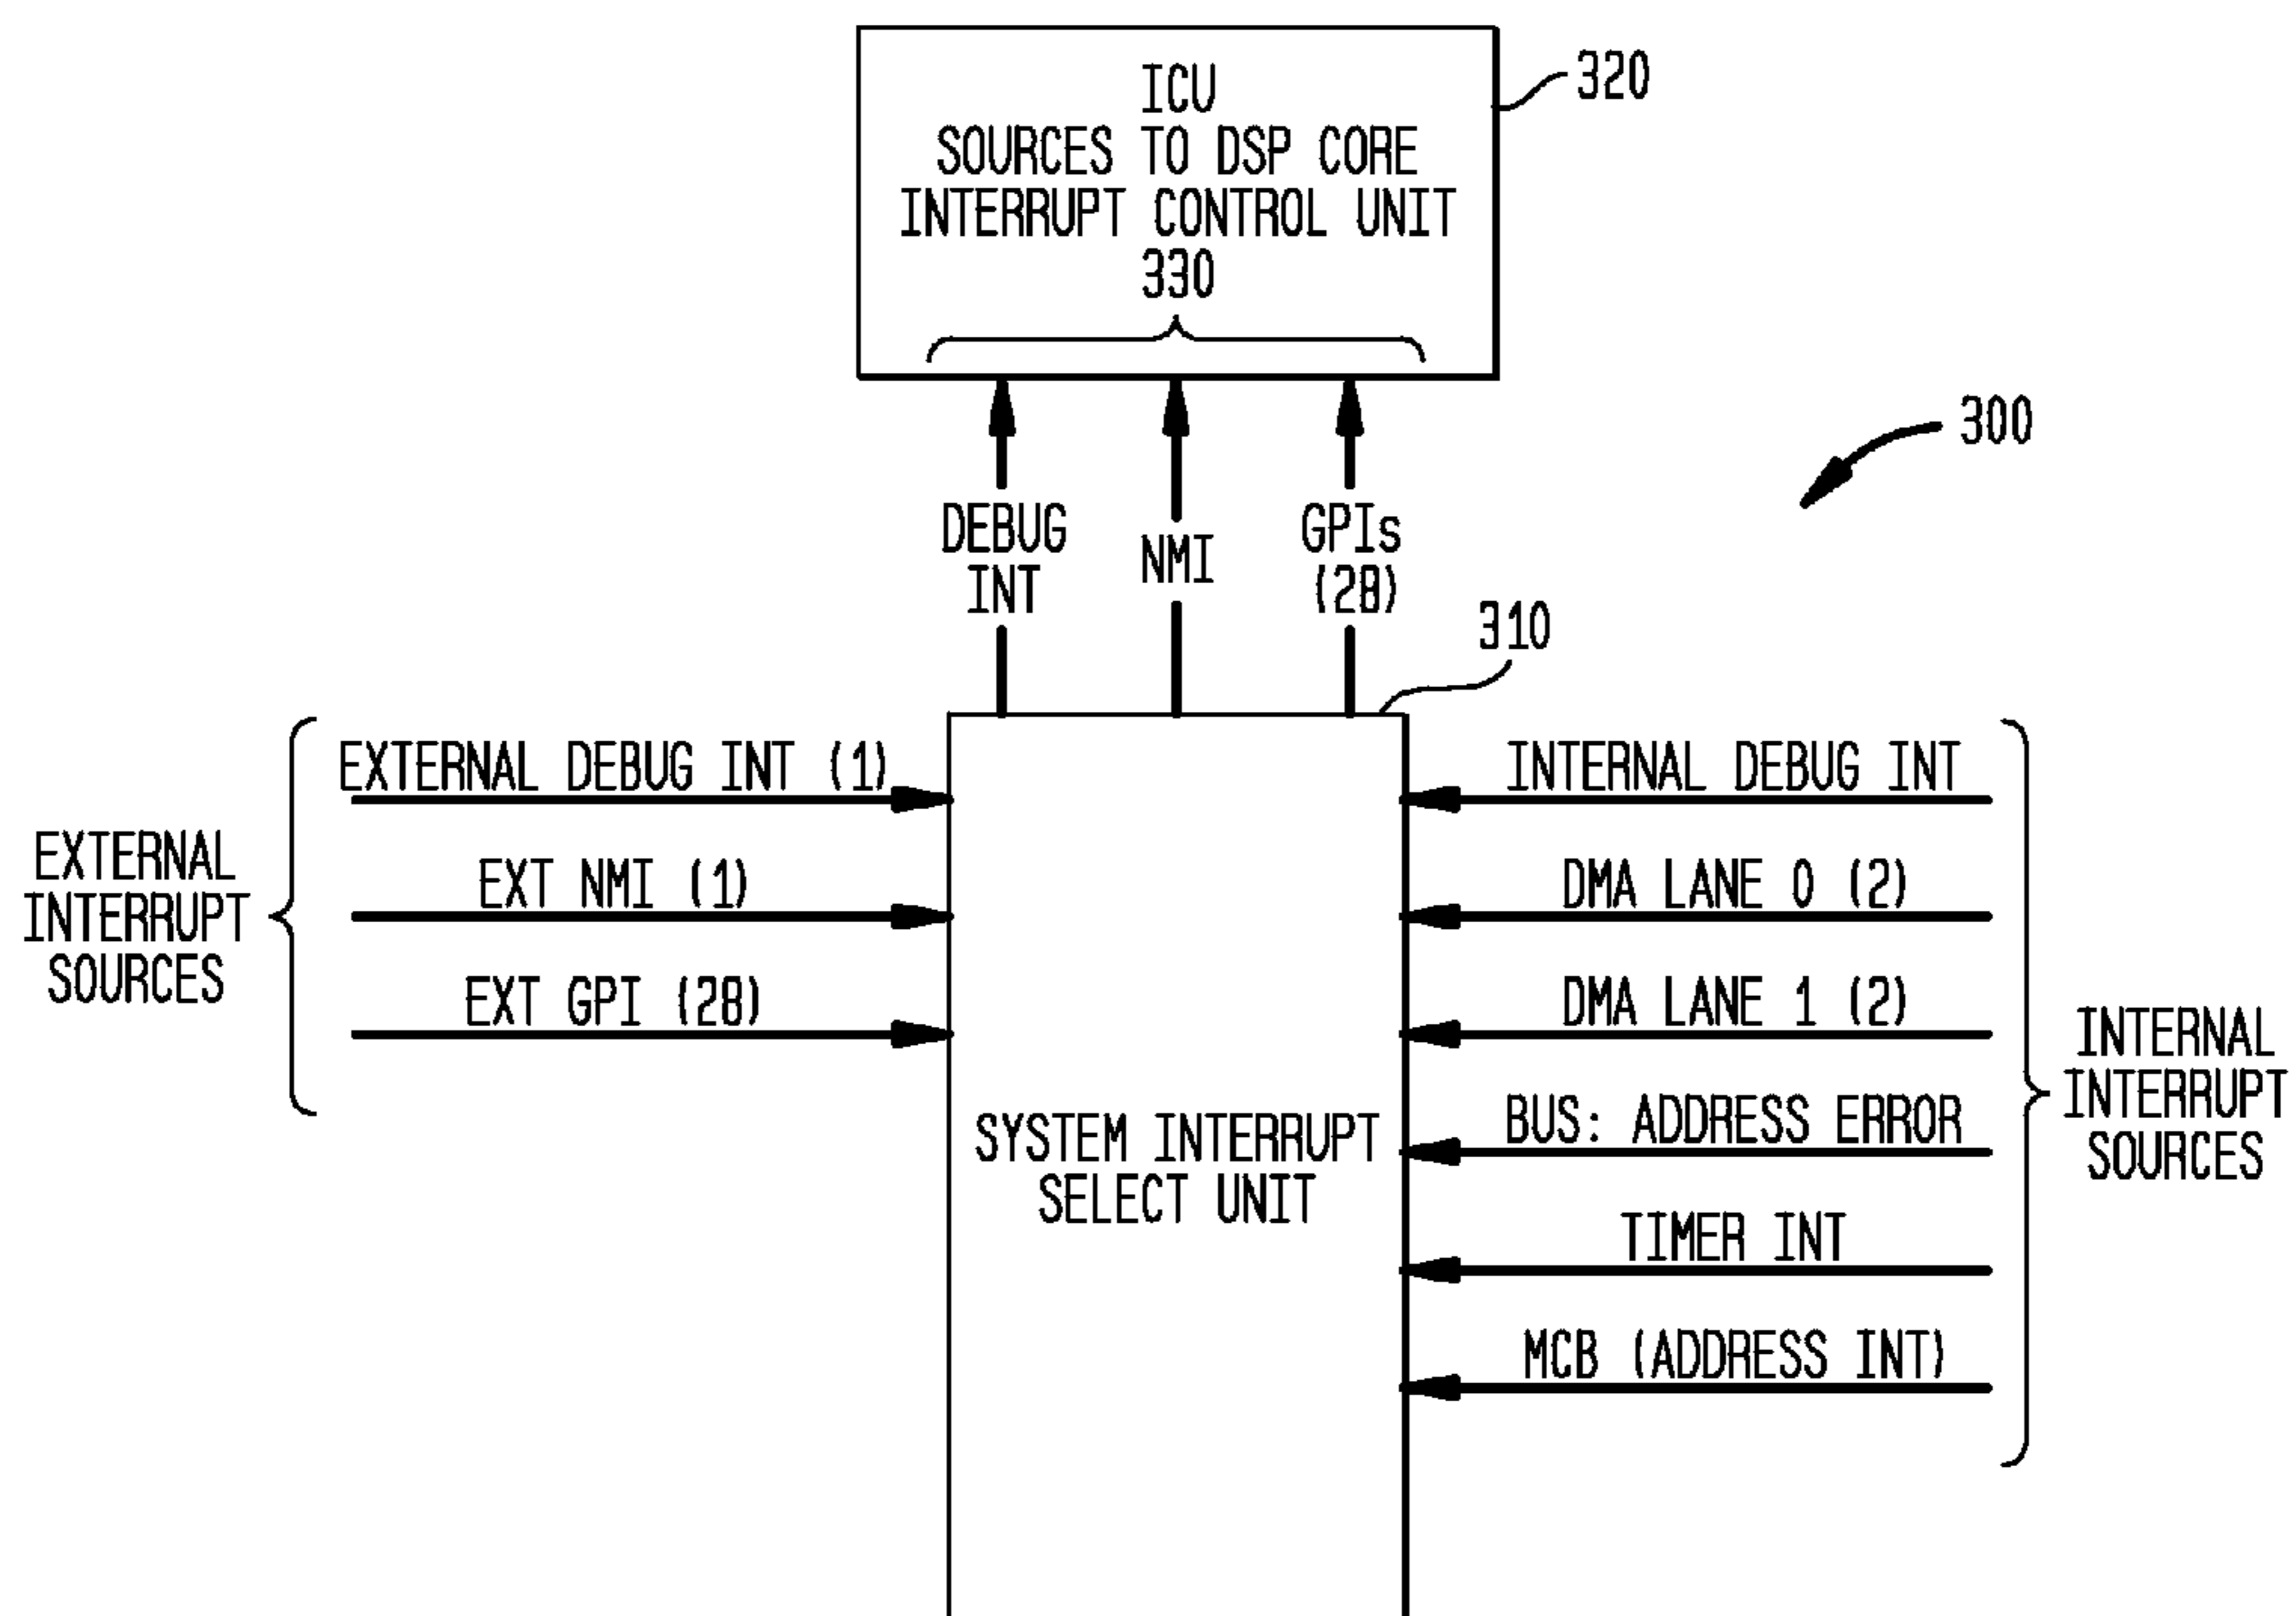 ICU
SOURCES TO DSP CORE
INTERRUPT CONTROL UNIT
330
320
300
DEBUG
INT
NMI
GPIs
(28)
310
EXTERNAL
INTERRUPT
SOURCES
EXTERNAL DEBUG INT (1)
EXT NMI (1)
EXT GPI (28)
SYSTEM INTERRUPT
SELECT UNIT
INTERNAL DEBUG INT
DMA LANE 0 (2)
DMA LANE 1 (2)
BUS: ADDRESS ERROR
TIMER INT
MCB (ADDRESS INT)
INTERNAL
INTERRUPT
SOURCES